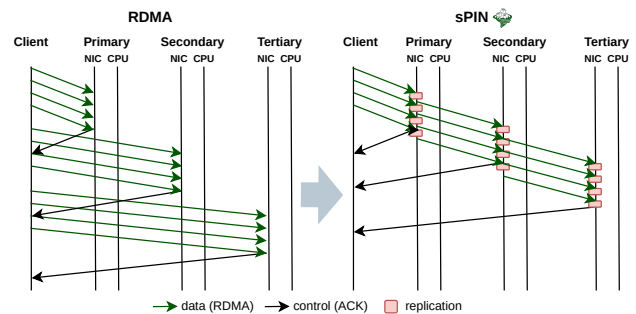 RDMA
Client Primary Secondary Tertiary
NIC CPU NIC CPU NIC CPU
sPIN
Client Primary Secondary Tertiary
NIC CPU NIC CPU NIC CPU
data (RDMA) control (ACK) replication